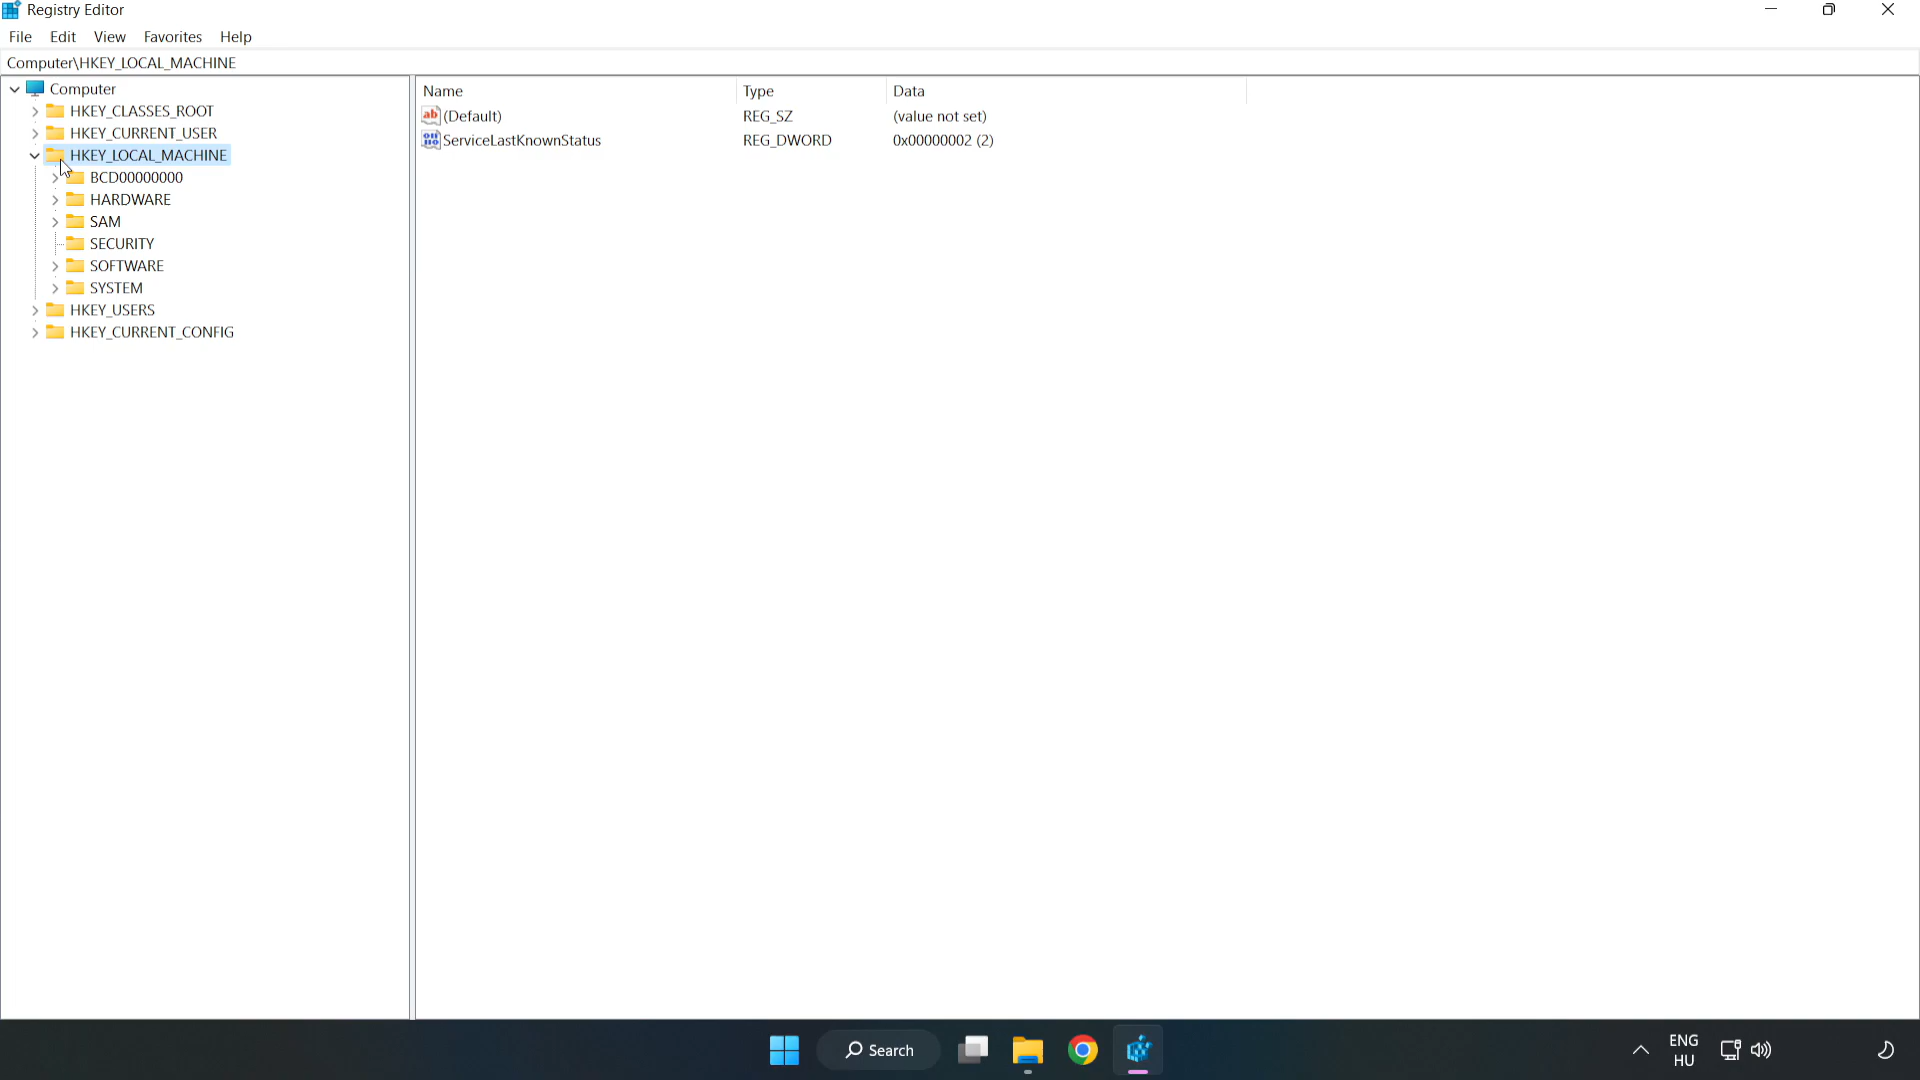 Registry Editor
File Edit View Favorites Help
Computer\HKEY_LOCAL_MACHINE
Computer
HKEY_CLASSES_ROOT
HKEY_CURRENT_USER
HKEY_LOCAL_MACHINE
BCD00000000
HARDWARE
SAM
SECURITY
SOFTWARE
SYSTEM
HKEY_USERS
HKEY_CURRENT_CONFIG
Name Type Data
(Default) REG_SZ (value not set)
ServiceLastKnownStatus REG_DWORD 0x00000002 (2)
Search
ENG
HU